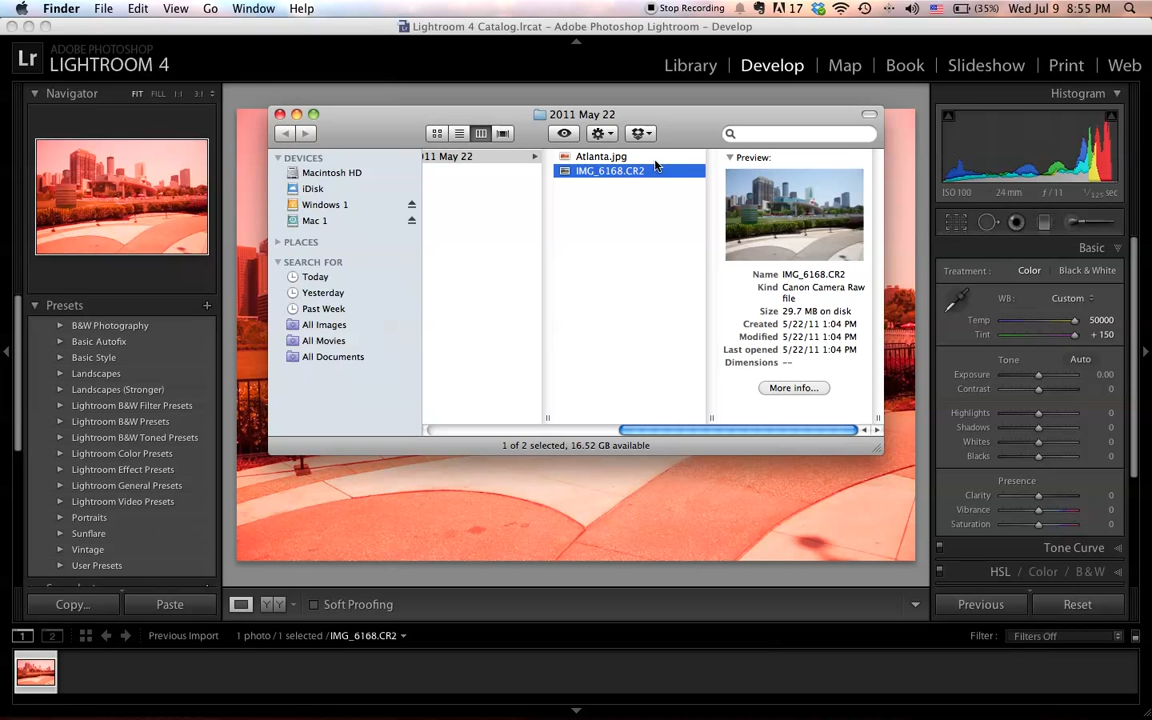 Finder File Edit View Go Window Help Stop Recording 17 (35%) Wed Jul 9 8:55 PM
Lightroom 4 Catalog.lrcat – Adobe Photoshop Lightroom – Develop
Lr ADOBE PHOTOSHOP
LIGHTROOM 4
Library | Develop | Map | Book | Slideshow | Print | Web
Navigator FIT FILL 1:1 1:3
Histogram
ISO 100 24 mm f / 11 1/125 SEC
2011 May 22
DEVICES
Macintosh HD
iDisk
Windows 1
Mac 1
PLACES
SEARCH FOR
Today
Yesterday
Past Week
All Images
All Movies
All Documents
11 May 22
Atlanta.jpg
IMG_6168.CR2
Preview:
Name IMG_6168.CR2
Kind Canon Camera Raw
file
Size 29.7 MB on disk
Created 5/22/11 1:04 PM
Modified 5/22/11 1:04 PM
Last opened 5/22/11 1:04 PM
Dimensions --
More info...
1 of 2 selected, 16.52 GB available
Presets +
B&W Photography
Basic Autofix
Basic Style
Landscapes
Landscapes (Stronger)
Lightroom B&W Filter Presets
Lightroom B&W Presets
Lightroom B&W Toned Presets
Lightroom Color Presets
Lightroom Effect Presets
Lightroom General Presets
Lightroom Video Presets
Portraits
Sunflare
Vintage
User Presets
Copy... Paste
Basic
Treatment : Color | Black & White
WB: Custom
Temp 50000
Tint + 150
Tone Auto
Exposure 0.00
Contrast 0
Highlights 0
Shadows 0
Whites 0
Blacks 0
Presence
Clarity 0
Vibrance 0
Saturation 0
Tone Curve
HSL / Color / B & W
Previous Reset
Y Y Soft Proofing
1 2 Previous Import 1 photo / 1 selected / IMG_6168.CR2
Filter : Filters Off